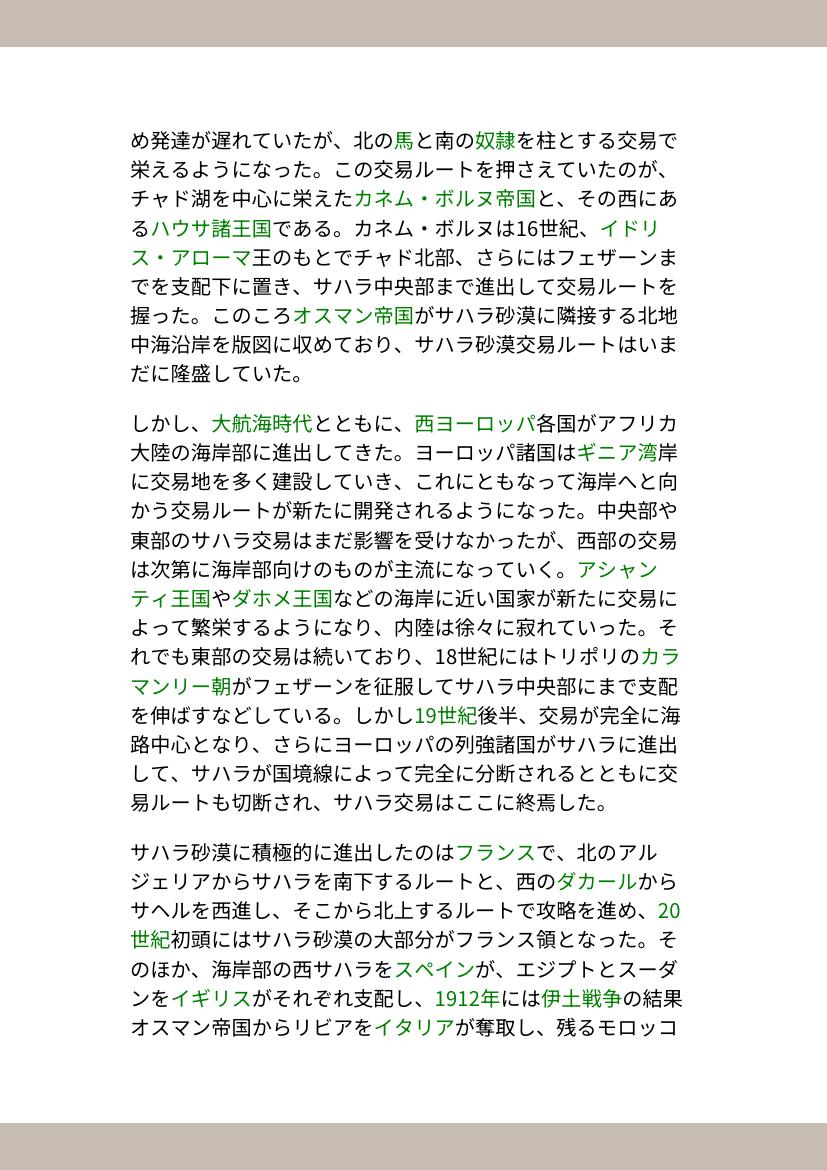 め発達が遅れていたが、北の馬と南の奴隷を柱とする交易で
栄えるようになった。この交易ルートを押さえていたのが、
チャド湖を中心に栄えたカネム・ボルヌ帝国と、その西にあ
るハウサ諸王国である。カネム・ボルヌは16世紀、イドリ
ス・アローマ王のもとでチャド北部、さらにはフェザーンま
でを支配下に置き、サハラ中央部まで進出して交易ルートを
握った。このころオスマン帝国がサハラ砂漠に隣接する北地
中海沿岸を版図に収めており、サハラ砂漠交易ルートはいま
だに隆盛していた。
しかし、大航海時代とともに、西ヨーロッパ各国がアフリカ
大陸の海岸部に進出してきた。ヨーロッパ諸国はギニア湾岸
に交易地を多く建設していき、これにともなって海岸へと向
かう交易ルートが新たに開発されるようになった。中央部や
東部のサハラ交易はまだ影響を受けなかったが、西部の交易
は次第に海岸部向けのものが主流になっていく。アシャン
ティ王国やダホメ王国などの海岸に近い国家が新たに交易に
よって繁栄するようになり、内陸は徐々に寂れていった。そ
れでも東部の交易は続いており、18世紀にはトリポリのカラ
マンリー朝がフェザーンを征服してサハラ中央部にまで支配
を伸ばすなどしている。しかし19世紀後半、交易が完全に海
路中心となり、さらにヨーロッパの列強諸国がサハラに進出
して、サハラが国境線によって完全に分断されるとともに交
易ルートも切断され、サハラ交易はここに終焉した。
サハラ砂漠に積極的に進出したのはフランスで、北のアル
ジェリアからサハラを南下するルートと、西のダカールから
サヘルを西進し、そこから北上するルートで攻略を進め、20
世紀初頭にはサハラ砂漠の大部分がフランス領となった。そ
のほか、海岸部の西サハラをスペインが、エジプトとスーダ
ンをイギリスがそれぞれ支配し、1912年には伊土戦争の結果
オスマン帝国からリビアをイタリアが奪取し、残るモロッコ